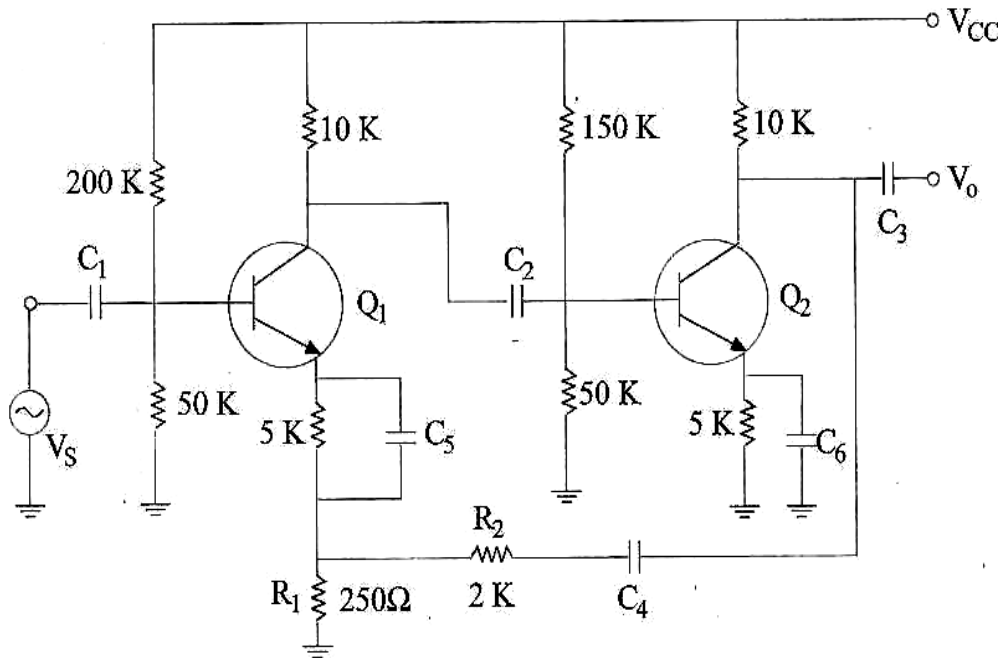 V_CC
10 K
150 K
10 K
200 K
V_o
C_3
C_1
C_2
Q_1
Q_2
50 K
5 K
C_5
50 K
5 K
C_6
V_S
R_2
R_1
250Ω
2 K
C_4